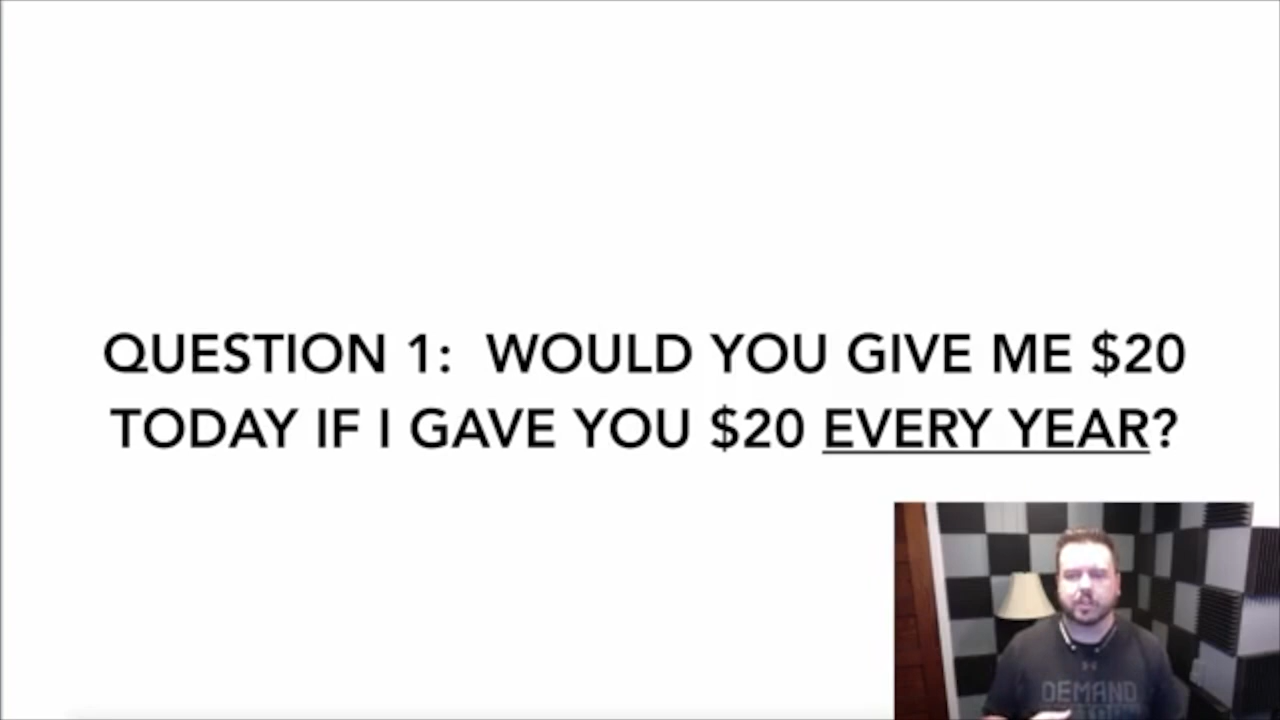 QUESTION 1: WOULD YOU GIVE ME $20
TODAY IF I GAVE YOU $20 EVERY YEAR?
DEMAND